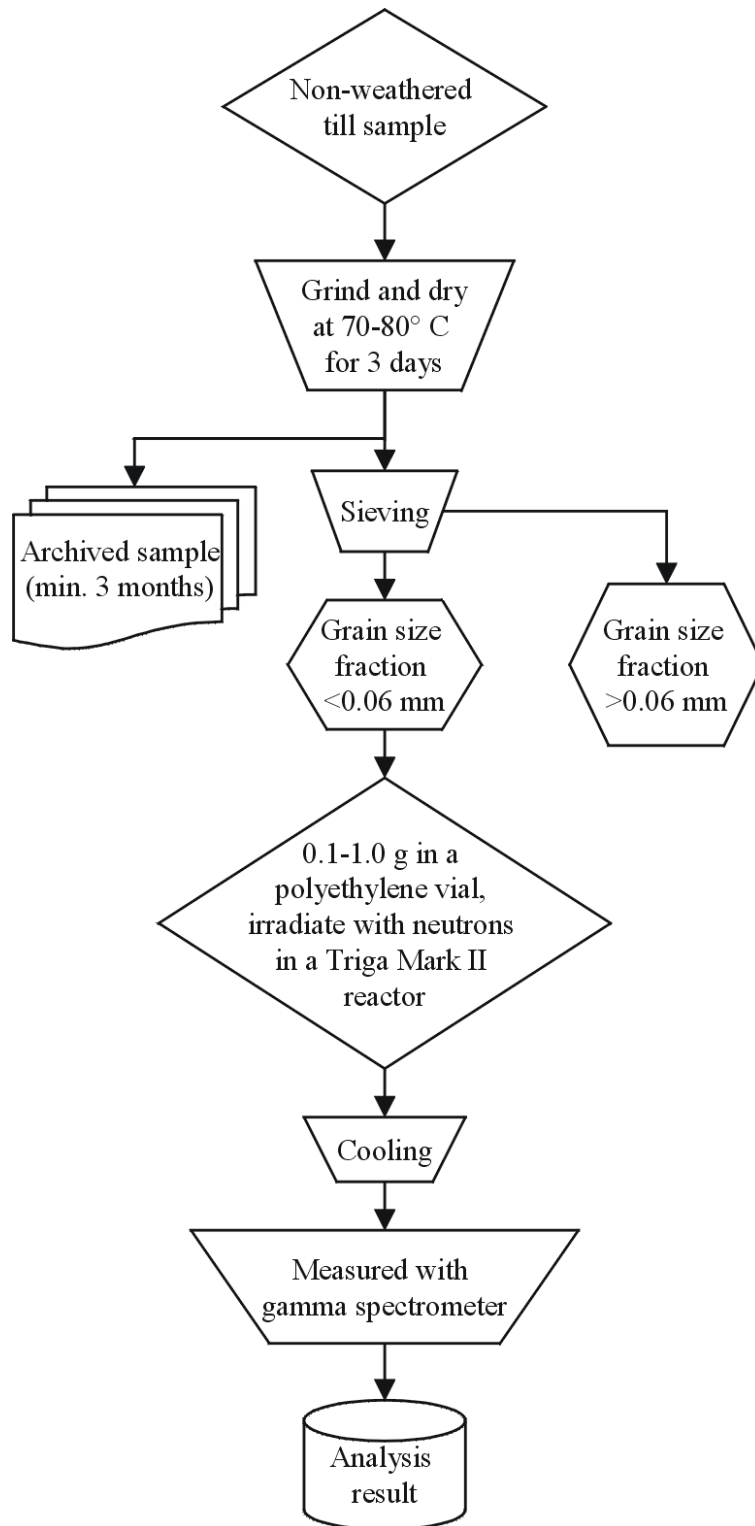 Non-weathered
till sample
Grind and dry
at 70-80° C
for 3 days
Archived sample
(min. 3 months)
Sieving
Grain size
fraction
<0.06 mm
Grain size
fraction
>0.06 mm
0.1-1.0 g in a
polyethylene vial,
irradiate with neutrons
in a Triga Mark II
reactor
Cooling
Measured with
gamma spectrometer
Analysis
result